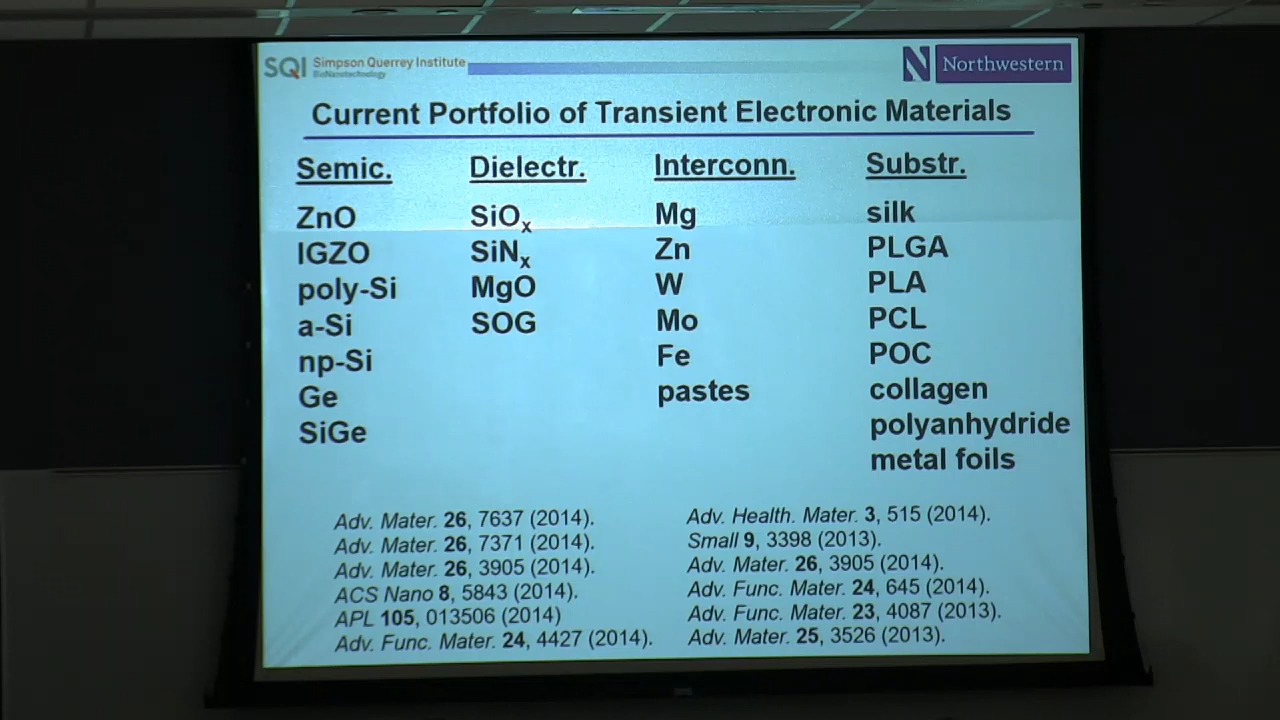 SQI Simpson Querrey Institute
BioNanotechnology
N Northwestern
Current Portfolio of Transient Electronic Materials
Semic. Dielectr. Interconn. Substr.
ZnO SiOx Mg silk
IGZO SiNx Zn PLGA
poly-Si MgO W PLA
a-Si SOG Mo PCL
np-Si Fe POC
Ge pastes collagen
SiGe polyanhydride
metal foils
Adv. Mater. 26, 7637 (2014). Adv. Health. Mater. 3, 515 (2014).
Adv. Mater. 26, 7371 (2014). Small 9, 3398 (2013).
Adv. Mater. 26, 3905 (2014). Adv. Mater. 26, 3905 (2014).
ACS Nano 8, 5843 (2014). Adv. Func. Mater. 24, 645 (2014).
APL 105, 013506 (2014) Adv. Func. Mater. 23, 4087 (2013).
Adv. Func. Mater. 24, 4427 (2014). Adv. Mater. 25, 3526 (2013).